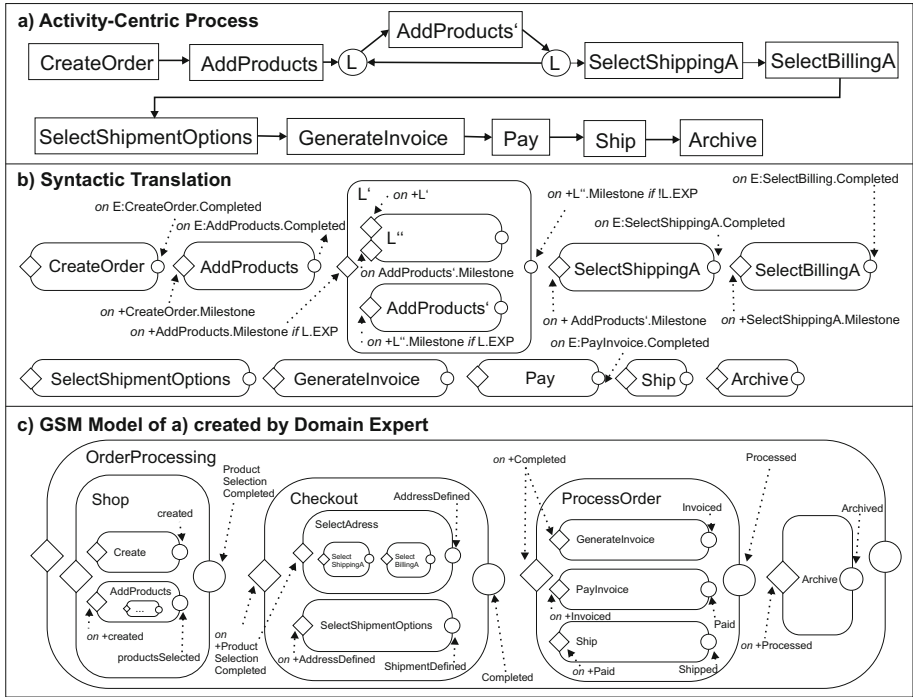 a) Activity-Centric Process
CreateOrder
AddProducts
L
AddProducts‘
L
SelectShippingA
SelectBillingA
SelectShipmentOptions
GenerateInvoice
Pay
Ship
Archive
b) Syntactic Translation
on E:CreateOrder.Completed
on E:AddProducts.Completed
CreateOrder
AddProducts
on +CreateOrder.Milestone
on +AddProducts.Milestone if L.EXP
L‘
on +L‘
L‘‘
on AddProducts‘.Milestone
AddProducts‘
on +L‘‘.Milestone if L.EXP
on +L‘‘.Milestone if !L.EXP
on E:SelectShippingA.Completed
on E:SelectBilling.Completed
SelectShippingA
SelectBillingA
on + AddProducts‘.Milestone
on +SelectShippingA.Milestone
on E:PayInvoice.Completed
SelectShipmentOptions
GenerateInvoice
Pay
Ship
Archive
c) GSM Model of a) created by Domain Expert
OrderProcessing
Shop
created
Create
AddProducts
...
on +created
productsSelected
Product
Selection
Completed
Checkout
AddressDefined
SelectAdress
Select
ShippingA
Select
BillingA
SelectShipmentOptions
on
+Product
Selection
Completed
on +AddressDefined
ShipmentDefined
Completed
on +Completed
ProcessOrder
Invoiced
GenerateInvoice
PayInvoice
on +Invoiced
Paid
Ship
on +Paid
Shipped
Processed
Archived
Archive
on +Processed